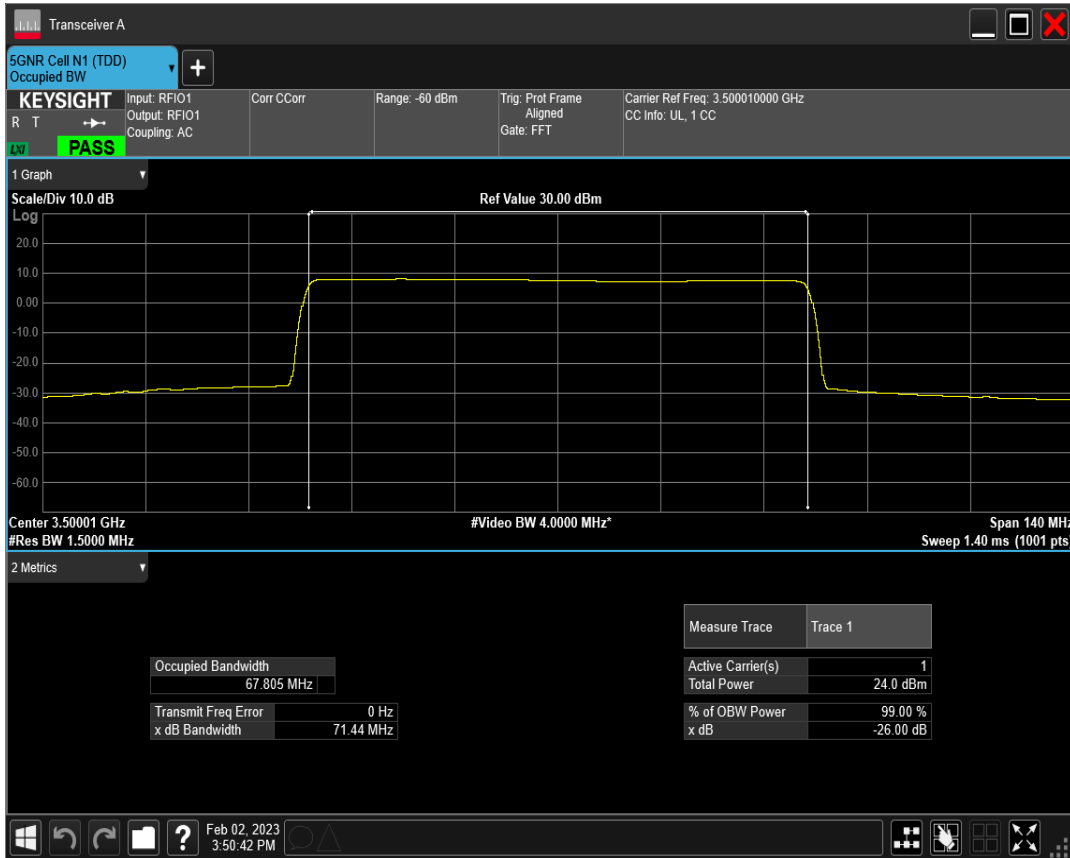 Transceiver A
5GNR Cell N1 (TDD)
Occupied BW
+
KEYSIGHT
R T
LXI
PASS
Input: RFIO1
Output: RFIO1
Coupling: AC
Corr CCorr
Range: -60 dBm
Trig: Prot Frame
Aligned
Gate: FFT
Carrier Ref Freq: 3.500010000 GHz
CC Info: UL, 1 CC
1 Graph
Scale/Div 10.0 dB
Ref Value 30.00 dBm
Log
20.0
10.0
0.00
-10.0
-20.0
-30.0
-40.0
-50.0
-60.0
Center 3.50001 GHz
#Video BW 4.0000 MHz*
Span 140 MHz
#Res BW 1.5000 MHz
Sweep 1.40 ms (1001 pts)
2 Metrics
Measure Trace Trace 1
Occupied Bandwidth
67.805 MHz
Transmit Freq Error 0 Hz
x dB Bandwidth 71.44 MHz
Active Carrier(s) 1
Total Power 24.0 dBm
% of OBW Power 99.00 %
x dB -26.00 dB
?
Feb 02, 2023
3:50:42 PM